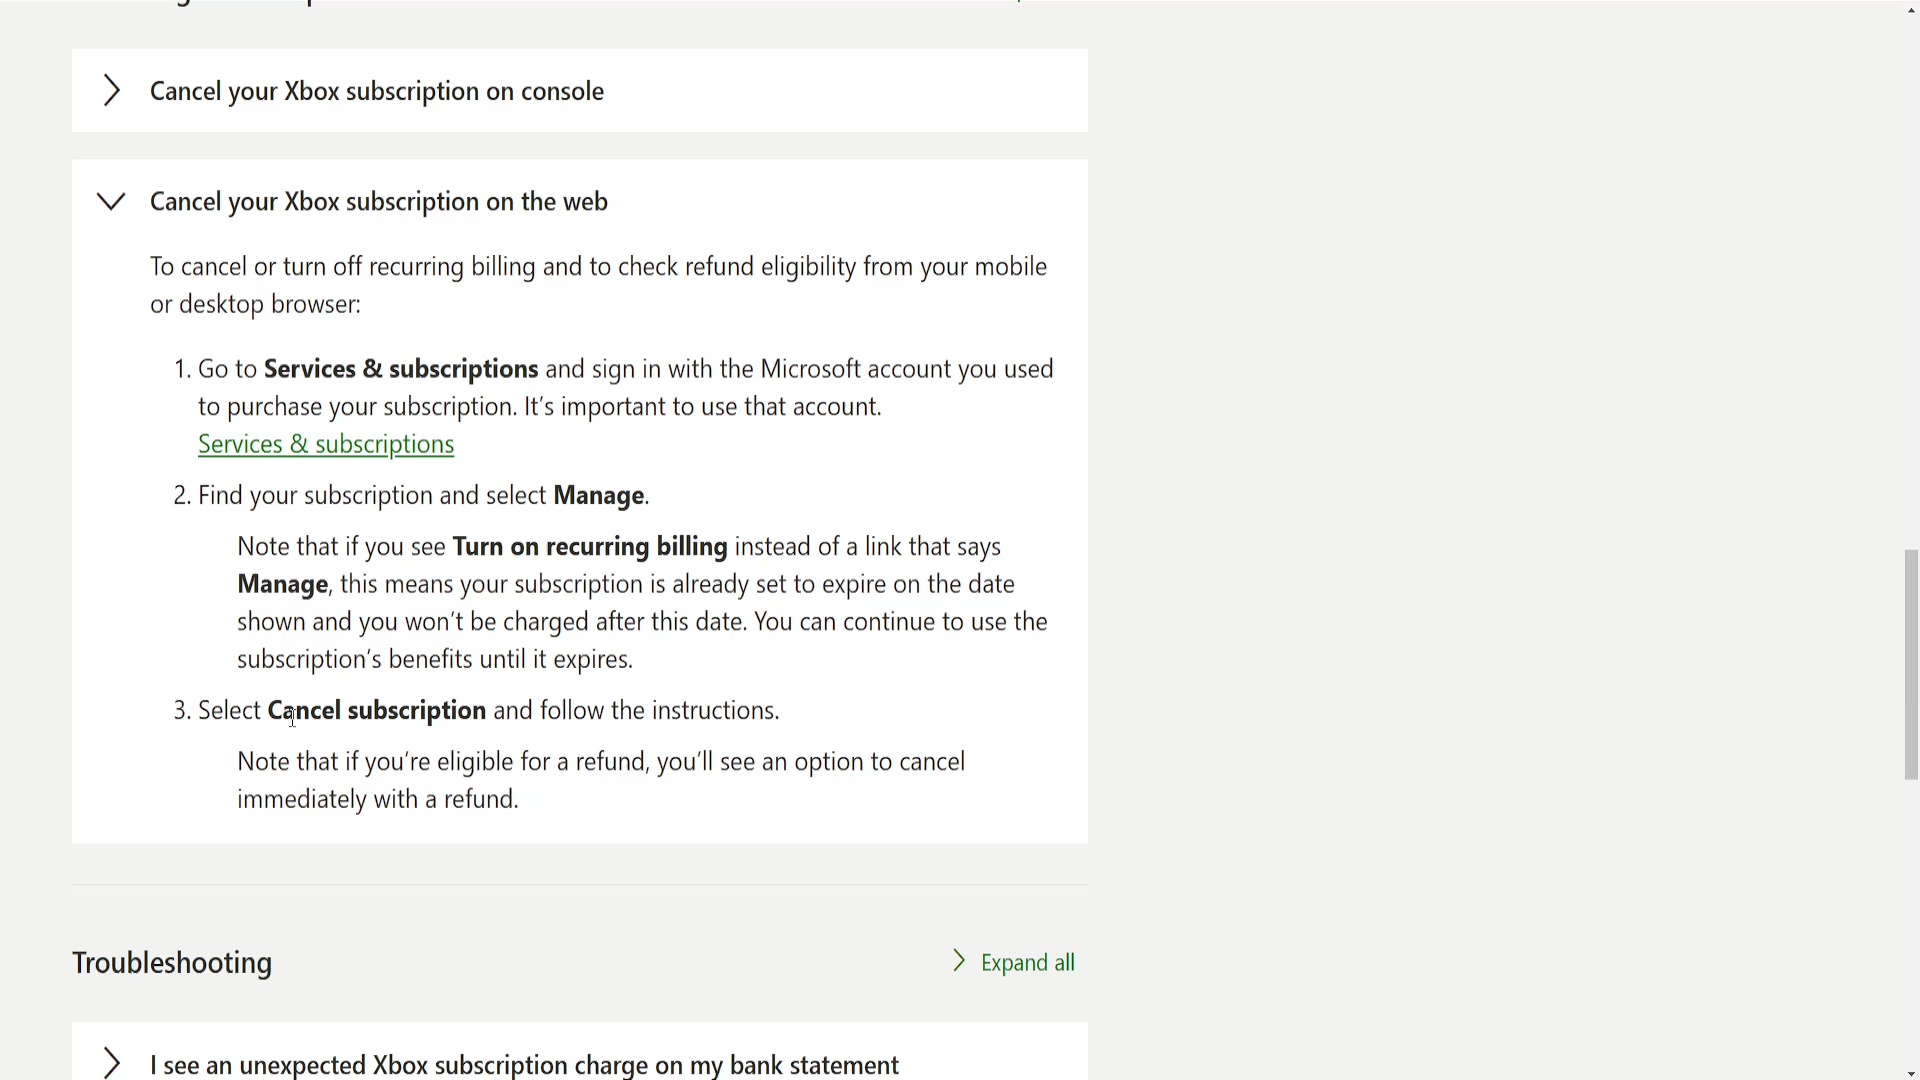 Cancel your Xbox subscription on console
Cancel your Xbox subscription on the web
To cancel or turn off recurring billing and to check refund eligibility from your mobile
or desktop browser:
1. Go to Services & subscriptions and sign in with the Microsoft account you used
to purchase your subscription. It’s important to use that account.
Services & subscriptions
2. Find your subscription and select Manage.
Note that if you see Turn on recurring billing instead of a link that says
Manage, this means your subscription is already set to expire on the date
shown and you won’t be charged after this date. You can continue to use the
subscription’s benefits until it expires.
3. Select Cancel subscription and follow the instructions.
Note that if you’re eligible for a refund, you’ll see an option to cancel
immediately with a refund.
Troubleshooting
Expand all
I see an unexpected Xbox subscription charge on my bank statement